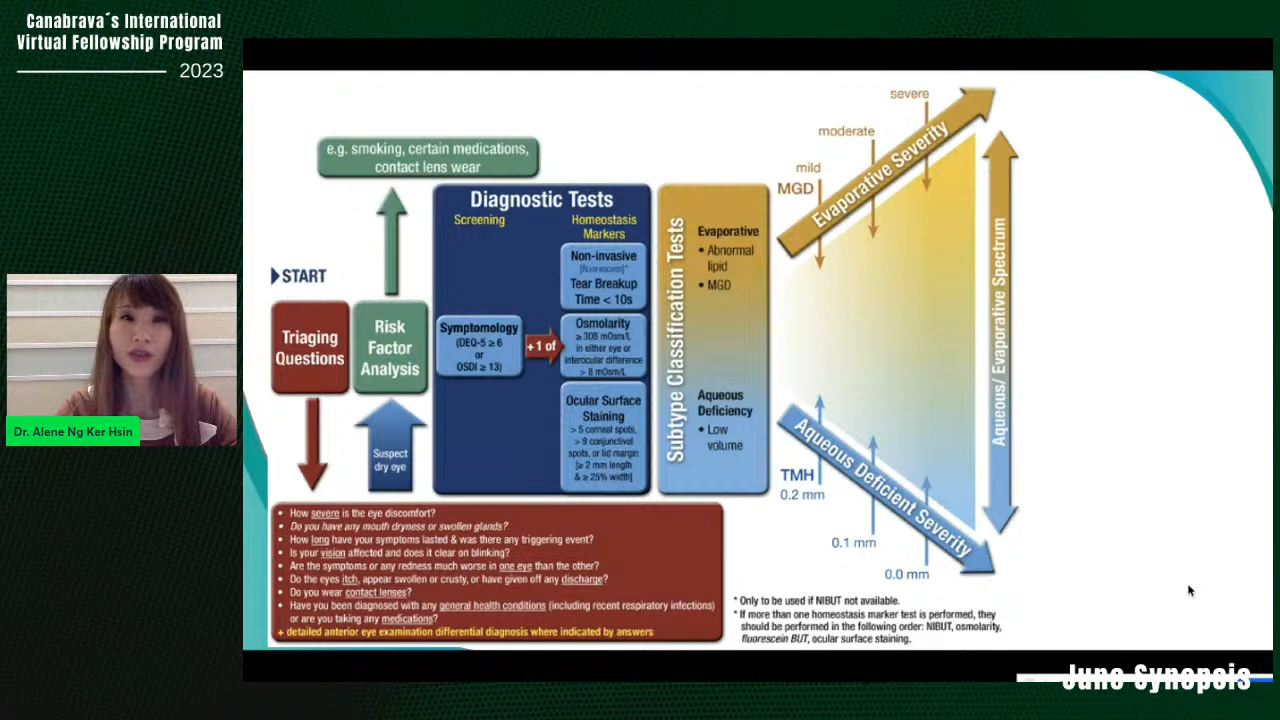 Canabrava´s International
Virtual Fellowship Program
2023
Dr. Alene Ng Ker Hsin
e.g. smoking, certain medications,
contact lens wear
START
Triaging
Questions
Risk
Factor
Analysis
Suspect
dry eye
Diagnostic Tests
Screening
Homeostasis
Markers
Symptomology
(DEQ-5 ≥ 6
or
OSDI ≥ 13)
+1 of
Non-invasive
[fluorescein]*
Tear Breakup
Time < 10s
Osmolarity
≥ 308 mOsm/L
in either eye or
interocular difference
> 8 mOsm/L
Ocular Surface
Staining
> 5 corneal spots,
> 9 conjunctival
spots, or lid margin
[≥ 2 mm length
& ≥ 25% width]
Subtype Classification Tests
Evaporative
• Abnormal
lipid
• MGD
Aqueous
Deficiency
• Low
volume
severe
moderate
mild
MGD
Evaporative Severity
Aqueous/ Evaporative Spectrum
Aqueous Deficient Severity
TMH
0.2 mm
0.1 mm
0.0 mm
• How severe is the eye discomfort?
• Do you have any mouth dryness or swollen glands?
• How long have your symptoms lasted & was there any triggering event?
• Is your vision affected and does it clear on blinking?
• Are the symptoms or any redness much worse in one eye than the other?
• Do the eyes itch, appear swollen or crusty, or have given off any discharge?
• Do you wear contact lenses?
• Have you been diagnosed with any general health conditions (including recent respiratory infections)
or are you taking any medications?
+ detailed anterior eye examination differential diagnosis where indicated by answers
* Only to be used if NIBUT not available.
* If more than one homeostasis marker test is performed, they
should be performed in the following order: NIBUT, osmolarity,
fluorescein BUT, ocular surface staining.
June Synopsis